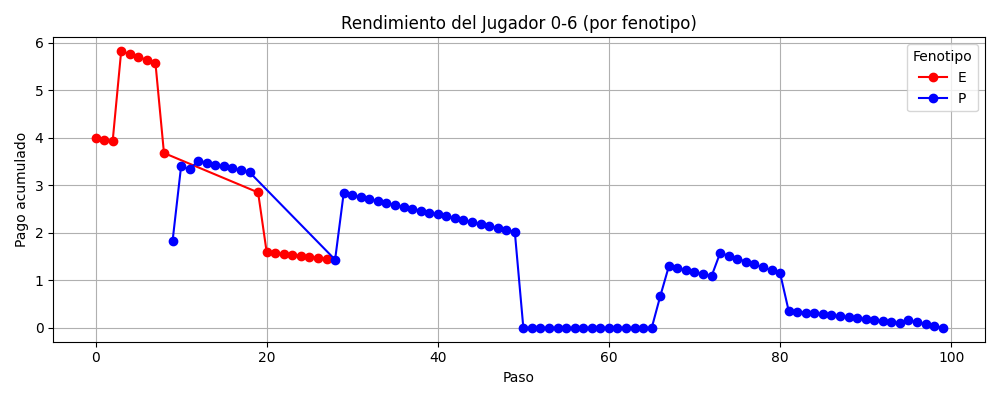 Rendimiento del Jugador 0-6 (por fenotipo)
Fenotipo
E
P
Pago acumulado
6
5
4
3
2
1
0
0 20 40 60 80 100
Paso